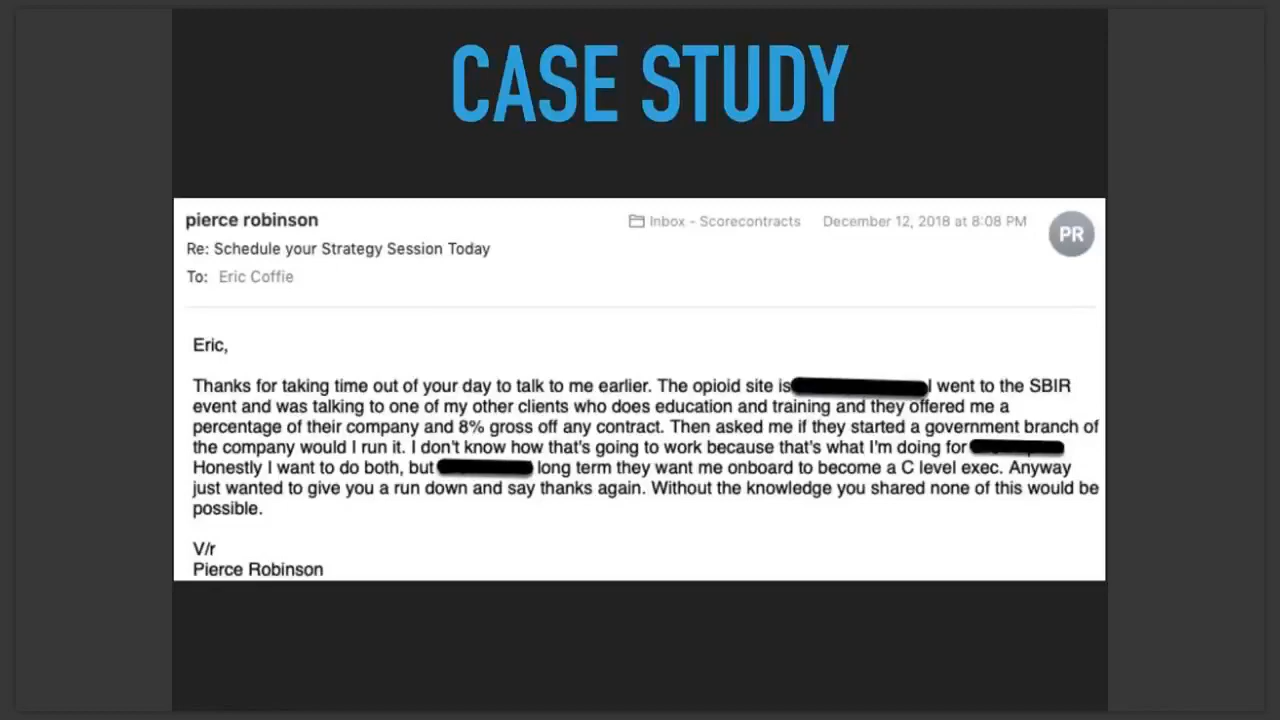 CASE STUDY
pierce robinson
Inbox - Scorecontracts
December 12, 2018 at 8:08 PM
PR
Re: Schedule your Strategy Session Today
To: Eric Coffie
Eric,
Thanks for taking time out of your day to talk to me earlier. The opioid site is I went to the SBIR
event and was talking to one of my other clients who does education and training and they offered me a
percentage of their company and 8% gross off any contract. Then asked me if they started a government branch of
the company would I run it. I don't know how that's going to work because that's what I'm doing for
Honestly I want to do both, but long term they want me onboard to become a C level exec. Anyway
just wanted to give you a run down and say thanks again. Without the knowledge you shared none of this would be
possible.
V/r
Pierce Robinson